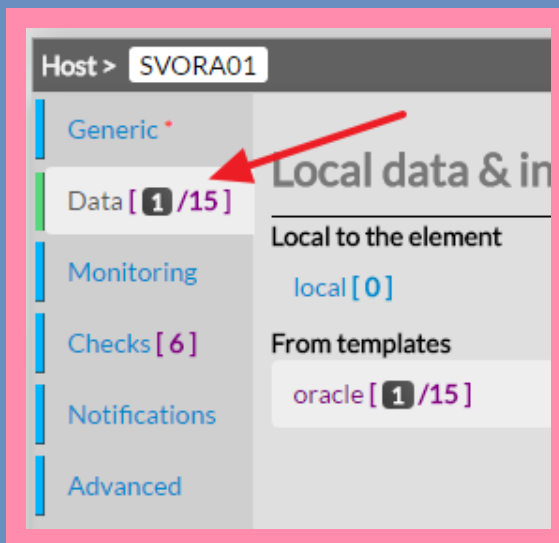 Host > SVORA01
Generic *
Data [ 1 /15 ]
Monitoring
Checks [ 6 ]
Notifications
Advanced
Local data & in
Local to the element
local [ 0 ]
From templates
oracle [ 1 /15 ]